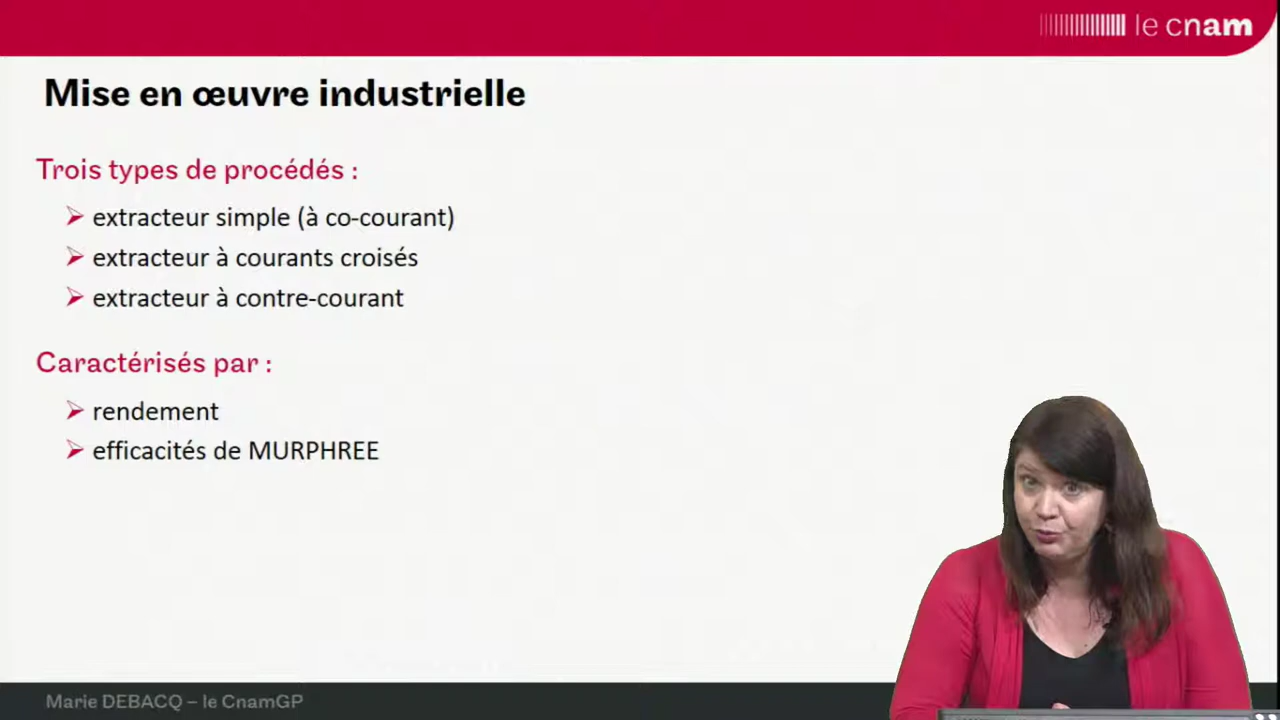 le cnam
Mise en œuvre industrielle
Trois types de procédés :
extracteur simple (à co-courant)
extracteur à courants croisés
extracteur à contre-courant
Caractérisés par :
rendement
efficacités de MURPHREE
Marie DEBACQ – le CnamGP